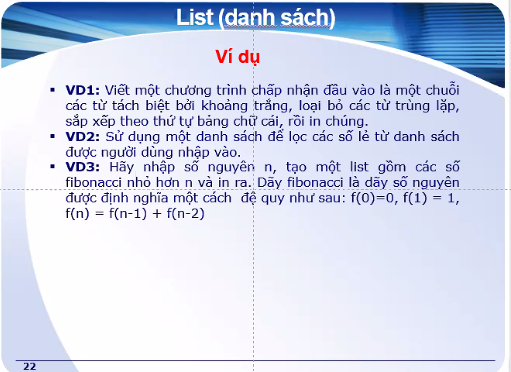 List (danh sách)
Ví dụ
▪ VD1: Viết một chương trình chấp nhận đầu vào là một chuỗi
các từ tách biệt bởi khoảng trắng, loại bỏ các từ trùng lặp,
sắp xếp theo thứ tự bảng chữ cái, rồi in chúng.
▪ VD2: Sử dụng một danh sách để lọc các số lẻ từ danh sách
được người dùng nhập vào.
▪ VD3: Hãy nhập số nguyên n, tạo một list gồm các số
fibonacci nhỏ hơn n và in ra. Dãy fibonacci là dãy số nguyên
được định nghĩa một cách đệ quy như sau: f(0)=0, f(1) = 1,
f(n) = f(n-1) + f(n-2)
22